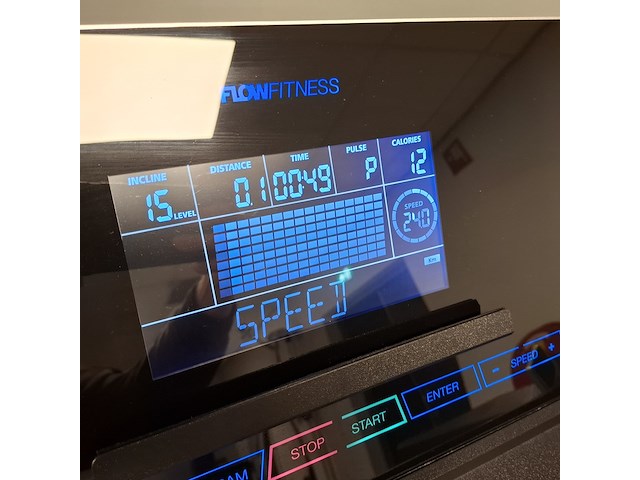 FLOWFITNESS
INCLINE DISTANCE TIME PULSE CALORIES
15 LEVEL 0.1 00:49 P 12
SPEED
240
Km
SPEED
STOP START ENTER - SPEED +